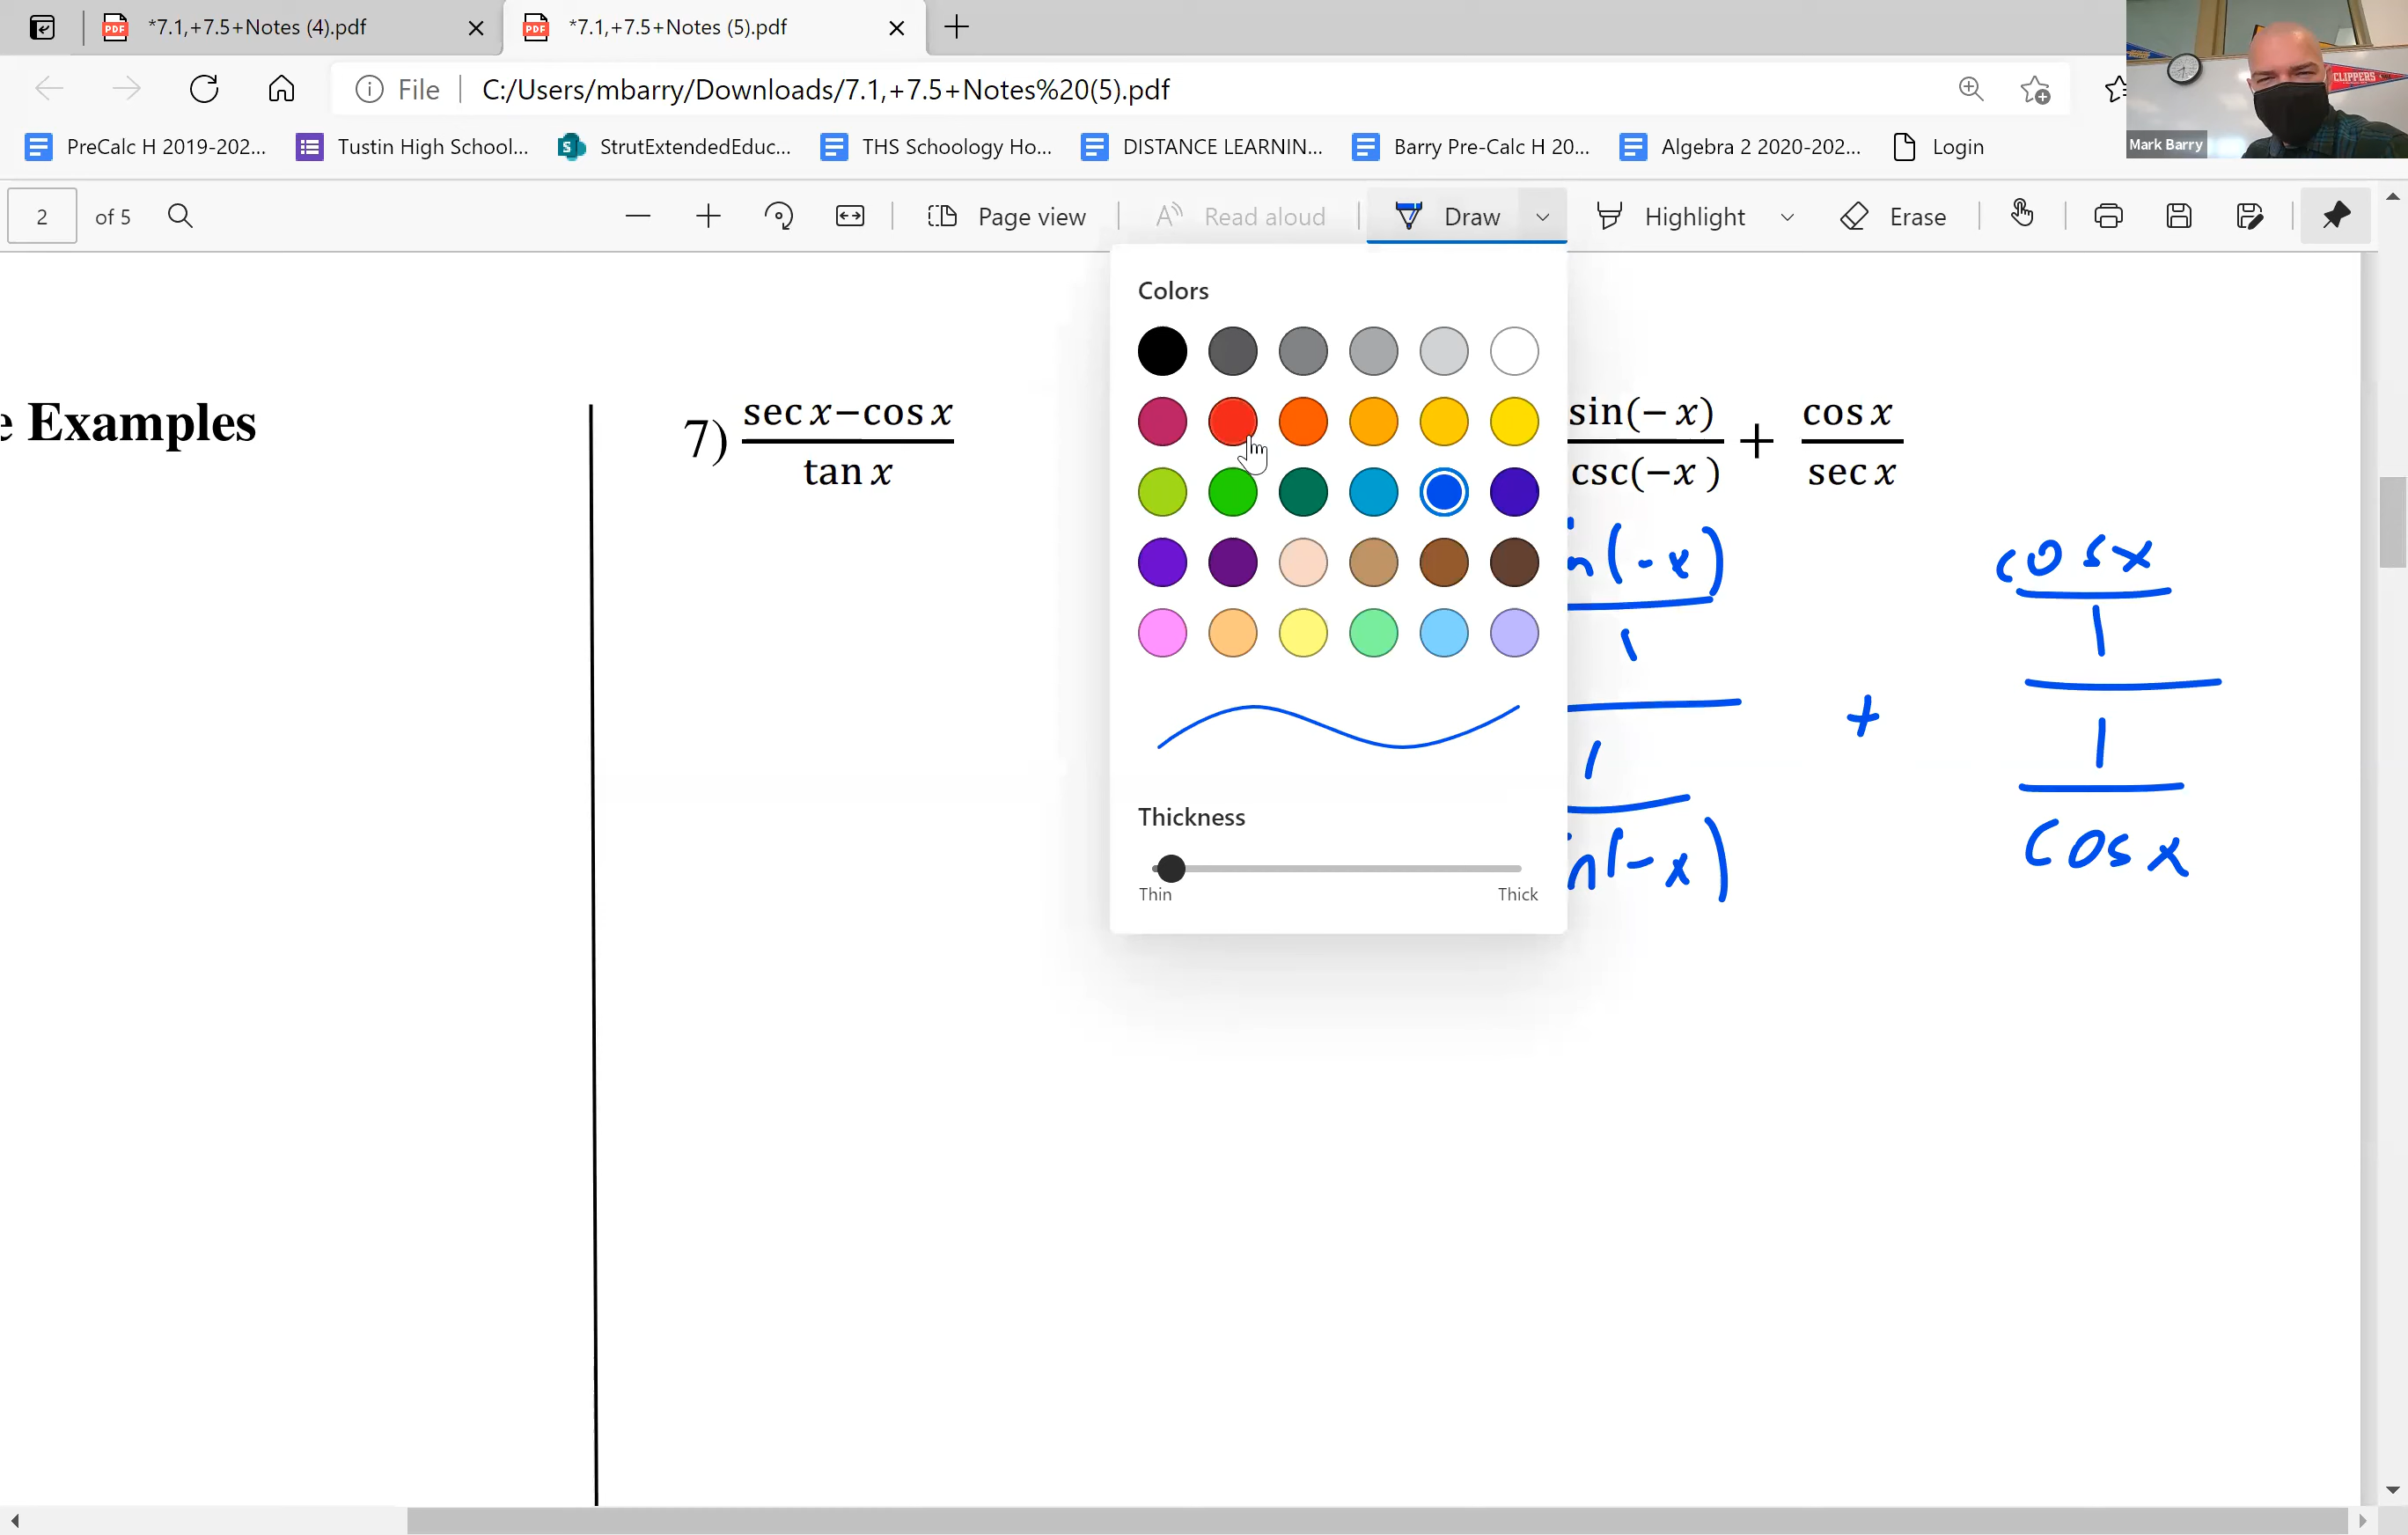 *7.1,+7.5+Notes (4).pdf
*7.1,+7.5+Notes (5).pdf
File
C:/Users/mbarry/Downloads/7.1,+7.5+Notes%20(5).pdf
CLIPPERS
Mark Barry
PreCalc H 2019-202...
Tustin High School...
StrutExtendedEduc...
THS Schoology Ho...
DISTANCE LEARNIN...
Barry Pre-Calc H 20...
Algebra 2 2020-202...
Login
2 of 5
Page view
Read aloud
Draw
Highlight
Erase
Colors
Thickness
Thin
Thick
e Examples
7) sec x−cos x
tan x
sin(− x)
csc(−x )
+
cos x
sec x
n(-x)
1
1
n(-x)
+
cos x
1
1
cos x